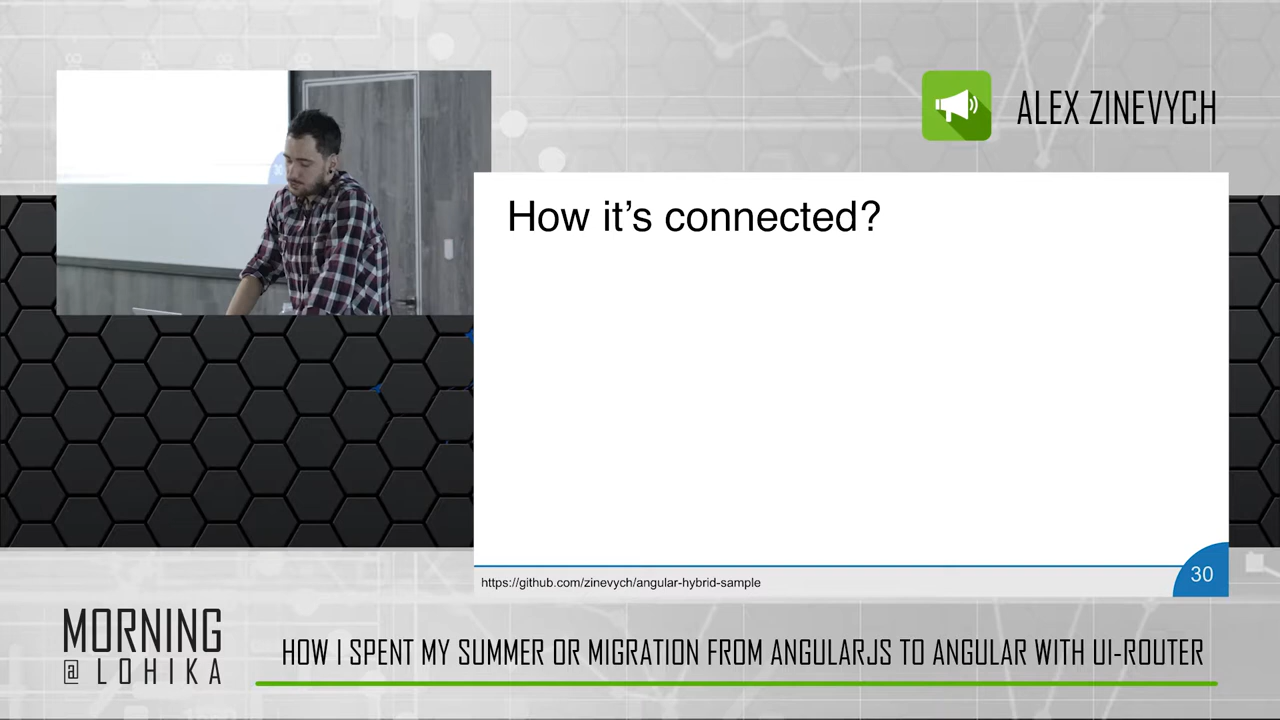 ALEX ZINEVYCH
How it’s connected?
https://github.com/zinevych/angular-hybrid-sample
30
MORNING
@ LOHIKA
HOW I SPENT MY SUMMER OR MIGRATION FROM ANGULARJS TO ANGULAR WITH UI-ROUTER